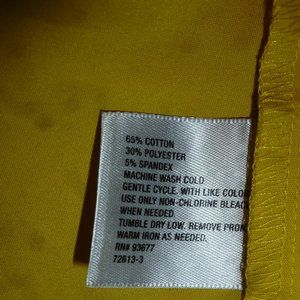 65% COTTON
30% POLYESTER
5% SPANDEX
MACHINE WASH COLD
GENTLE CYCLE. WITH LIKE COLO
USE ONLY NON-CHLORINE BLEAC
WHEN NEEDED.
TUMBLE DRY LOW. REMOVE PRO
WARM IRON AS NEEDED.
RN# 93677
72613-3